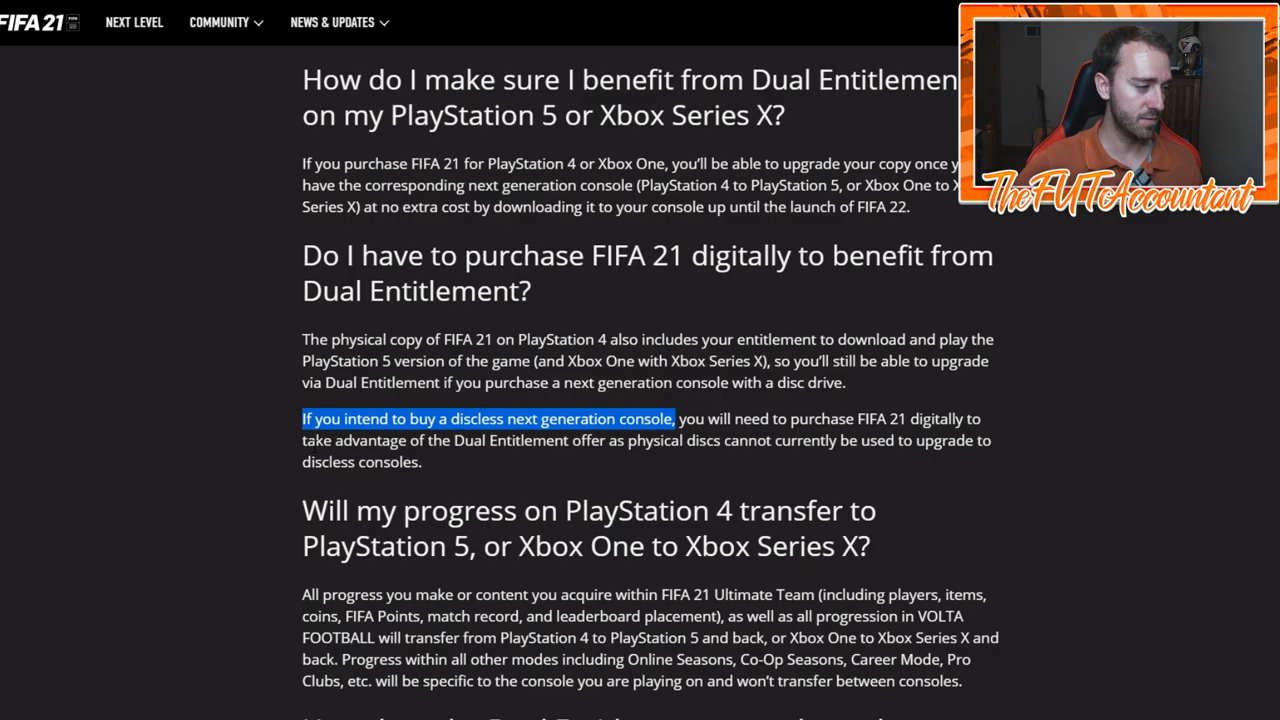 FIFA 21
NEXT LEVEL
COMMUNITY
NEWS & UPDATES
How do I make sure I benefit from Dual Entitlemen
on my PlayStation 5 or Xbox Series X?
If you purchase FIFA 21 for PlayStation 4 or Xbox One, you'll be able to upgrade your copy once y
have the corresponding next generation console (PlayStation 4 to PlayStation 5, or Xbox One to X
Series X) at no extra cost by downloading it to your console up until the launch of FIFA 22.
TheFUTAccountant
Do I have to purchase FIFA 21 digitally to benefit from
Dual Entitlement?
The physical copy of FIFA 21 on PlayStation 4 also includes your entitlement to download and play the
PlayStation 5 version of the game (and Xbox One with Xbox Series X), so you'll still be able to upgrade
via Dual Entitlement if you purchase a next generation console with a disc drive.
If you intend to buy a discless next generation console, you will need to purchase FIFA 21 digitally to
take advantage of the Dual Entitlement offer as physical discs cannot currently be used to upgrade to
discless consoles.
Will my progress on PlayStation 4 transfer to
PlayStation 5, or Xbox One to Xbox Series X?
All progress you make or content you acquire within FIFA 21 Ultimate Team (including players, items,
coins, FIFA Points, match record, and leaderboard placement), as well as all progression in VOLTA
FOOTBALL will transfer from PlayStation 4 to PlayStation 5 and back, or Xbox One to Xbox Series X and
back. Progress within all other modes including Online Seasons, Co-Op Seasons, Career Mode, Pro
Clubs, etc. will be specific to the console you are playing on and won't transfer between consoles.